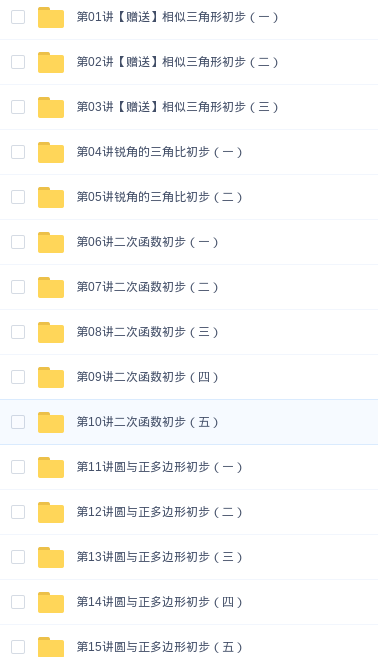 第01讲【赠送】相似三角形初步（一）
第02讲【赠送】相似三角形初步（二）
第03讲【赠送】相似三角形初步（三）
第04讲锐角的三角比初步（一）
第05讲锐角的三角比初步（二）
第06讲二次函数初步（一）
第07讲二次函数初步（二）
第08讲二次函数初步（三）
第09讲二次函数初步（四）
第10讲二次函数初步（五）
第11讲圆与正多边形初步（一）
第12讲圆与正多边形初步（二）
第13讲圆与正多边形初步（三）
第14讲圆与正多边形初步（四）
第15讲圆与正多边形初步（五）